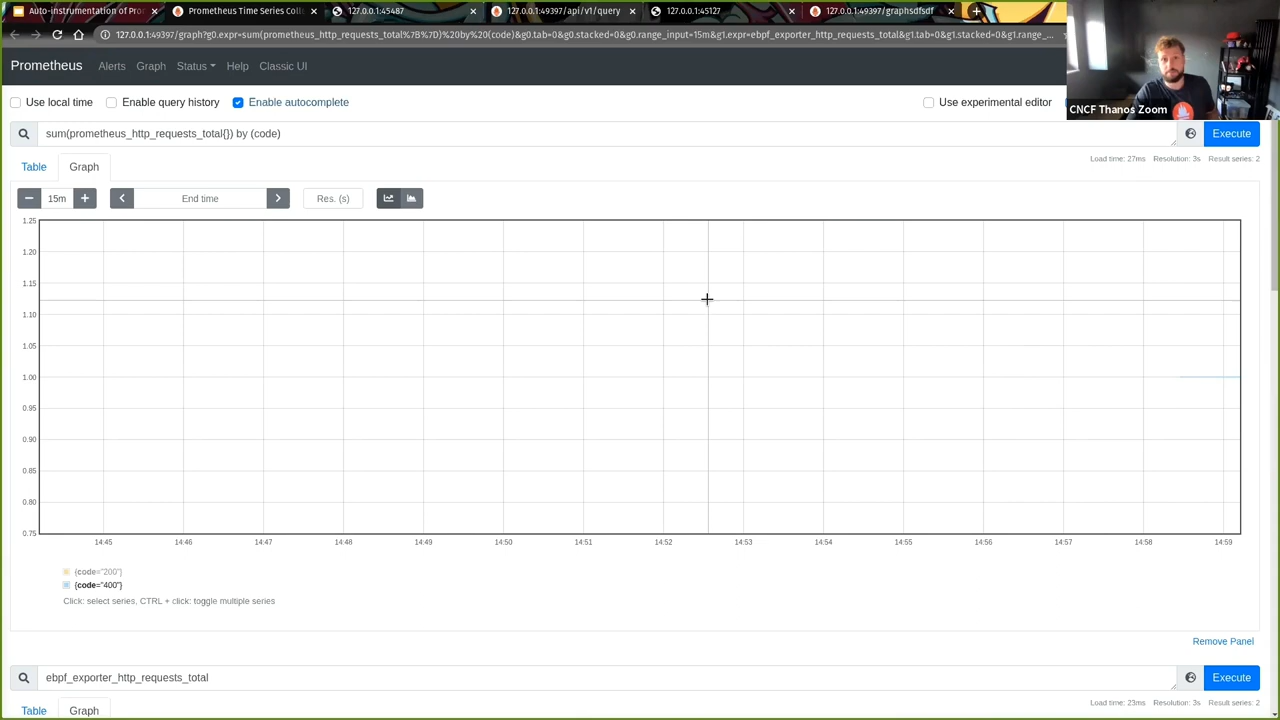 Auto-instrumentation of Pro
Prometheus Time Series Coll
127.0.0.1:45487
127.0.0.1:49397/api/v1/query
127.0.0.1:45127
127.0.0.1:49397/graphsdfsdf
127.0.0.1:49397/graph?g0.expr=sum(prometheus_http_requests_total%7B%7D)%20by%20(code)&g0.tab=0&g0.stacked=0&g0.range_input=15m&g1.expr=ebpf_exporter_http_requests_total&g1.tab=0&g1.stacked=0&g1.range_...
Prometheus Alerts Graph Status Help Classic UI
CNCF Thanos Zoom
Use local time Enable query history Enable autocomplete Use experimental editor
sum(prometheus_http_requests_total{}) by (code) Execute
Load time: 27ms Resolution: 3s Result series: 2
Table Graph
15m End time Res. (s)
1.25
1.20
1.15
1.10
1.05
1.00
0.95
0.90
0.85
0.80
0.75
14:45 14:46 14:47 14:48 14:49 14:50 14:51 14:52 14:53 14:54 14:55 14:56 14:57 14:58 14:59
{code="200"}
{code="400"}
Click: select series, CTRL + click: toggle multiple series
Remove Panel
ebpf_exporter_http_requests_total Execute
Load time: 23ms Resolution: 3s Result series: 2
Table Graph